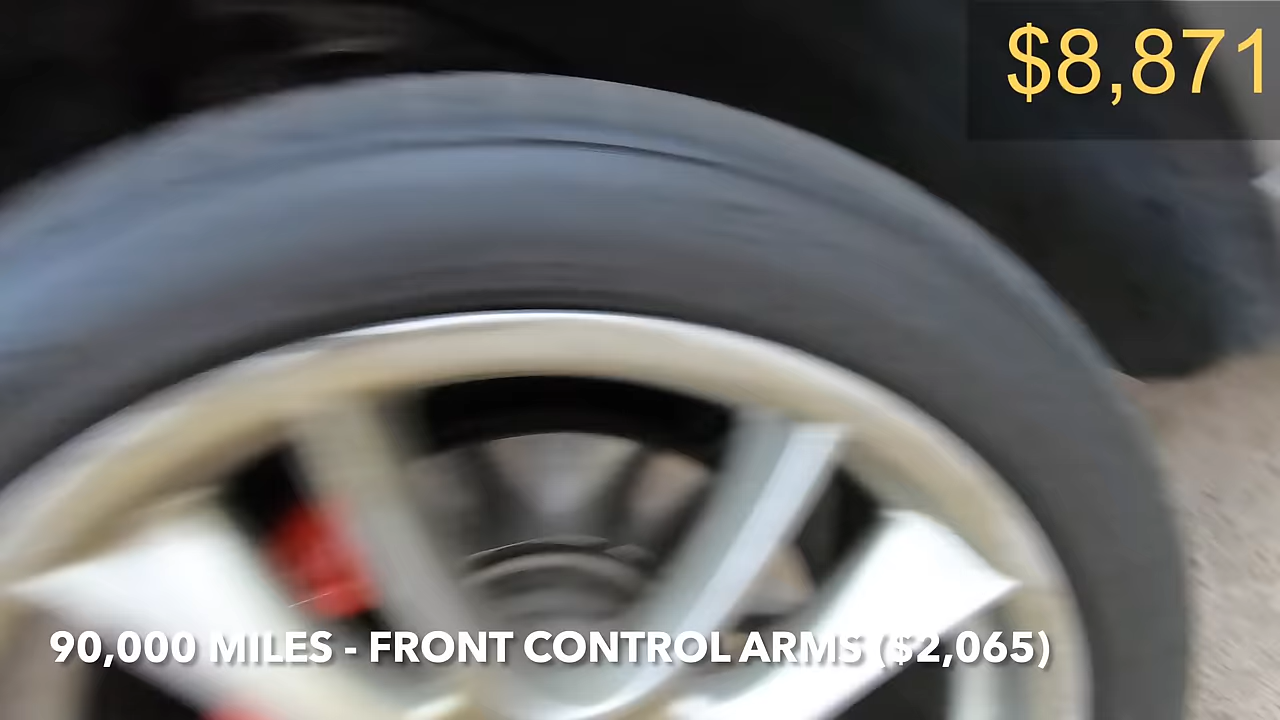 $8,871
90,000 MILES - FRONT CONTROL ARMS ($2,065)